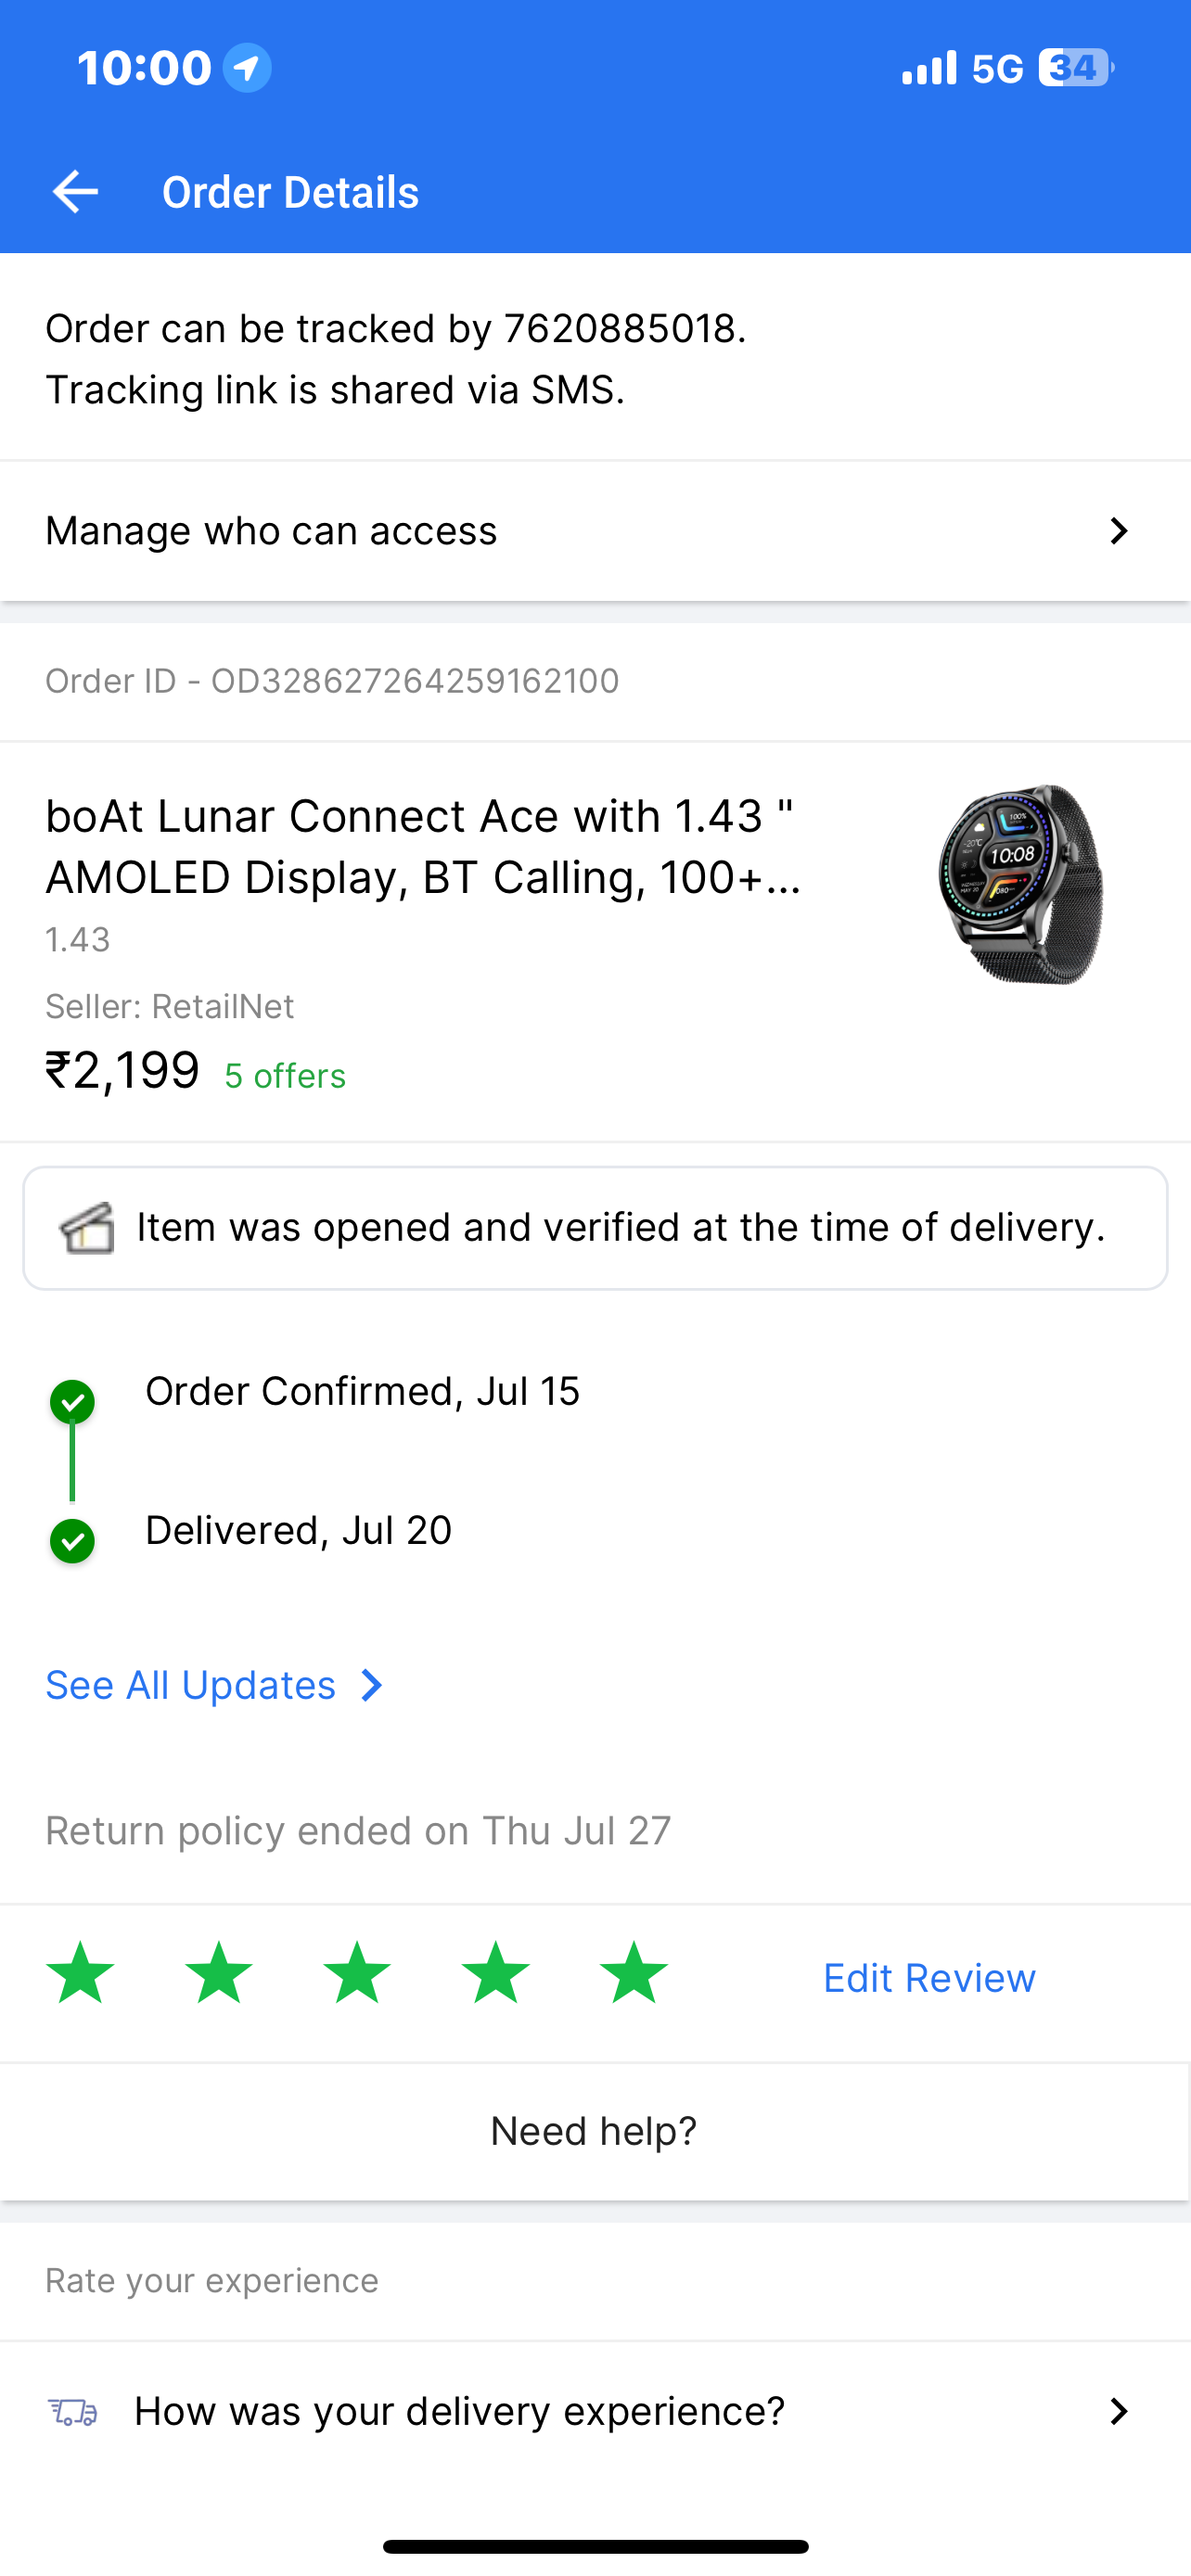 10:00
5G 34
Order Details
Order can be tracked by 7620885018.
Tracking link is shared via SMS.
Manage who can access
Order ID - OD328627264259162100
boAt Lunar Connect Ace with 1.43 "
AMOLED Display, BT Calling, 100+...
1.43
Seller: RetailNet
₹2,199 5 offers
100%
10:08
Item was opened and verified at the time of delivery.
Order Confirmed, Jul 15
Delivered, Jul 20
See All Updates
Return policy ended on Thu Jul 27
Edit Review
Need help?
Rate your experience
How was your delivery experience?